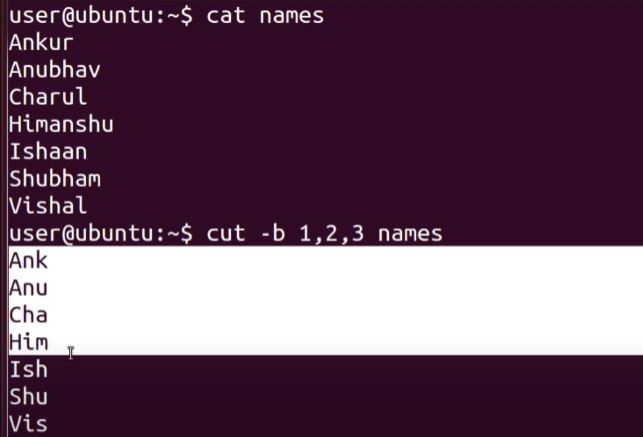 user@ubuntu:~$ cat names
Ankur
Anubhav
Charul
Himanshu
Ishaan
Shubham
Vishal
user@ubuntu:~$ cut -b 1,2,3 names
Ank
Anu
Cha
Him
Ish
Shu
Vis